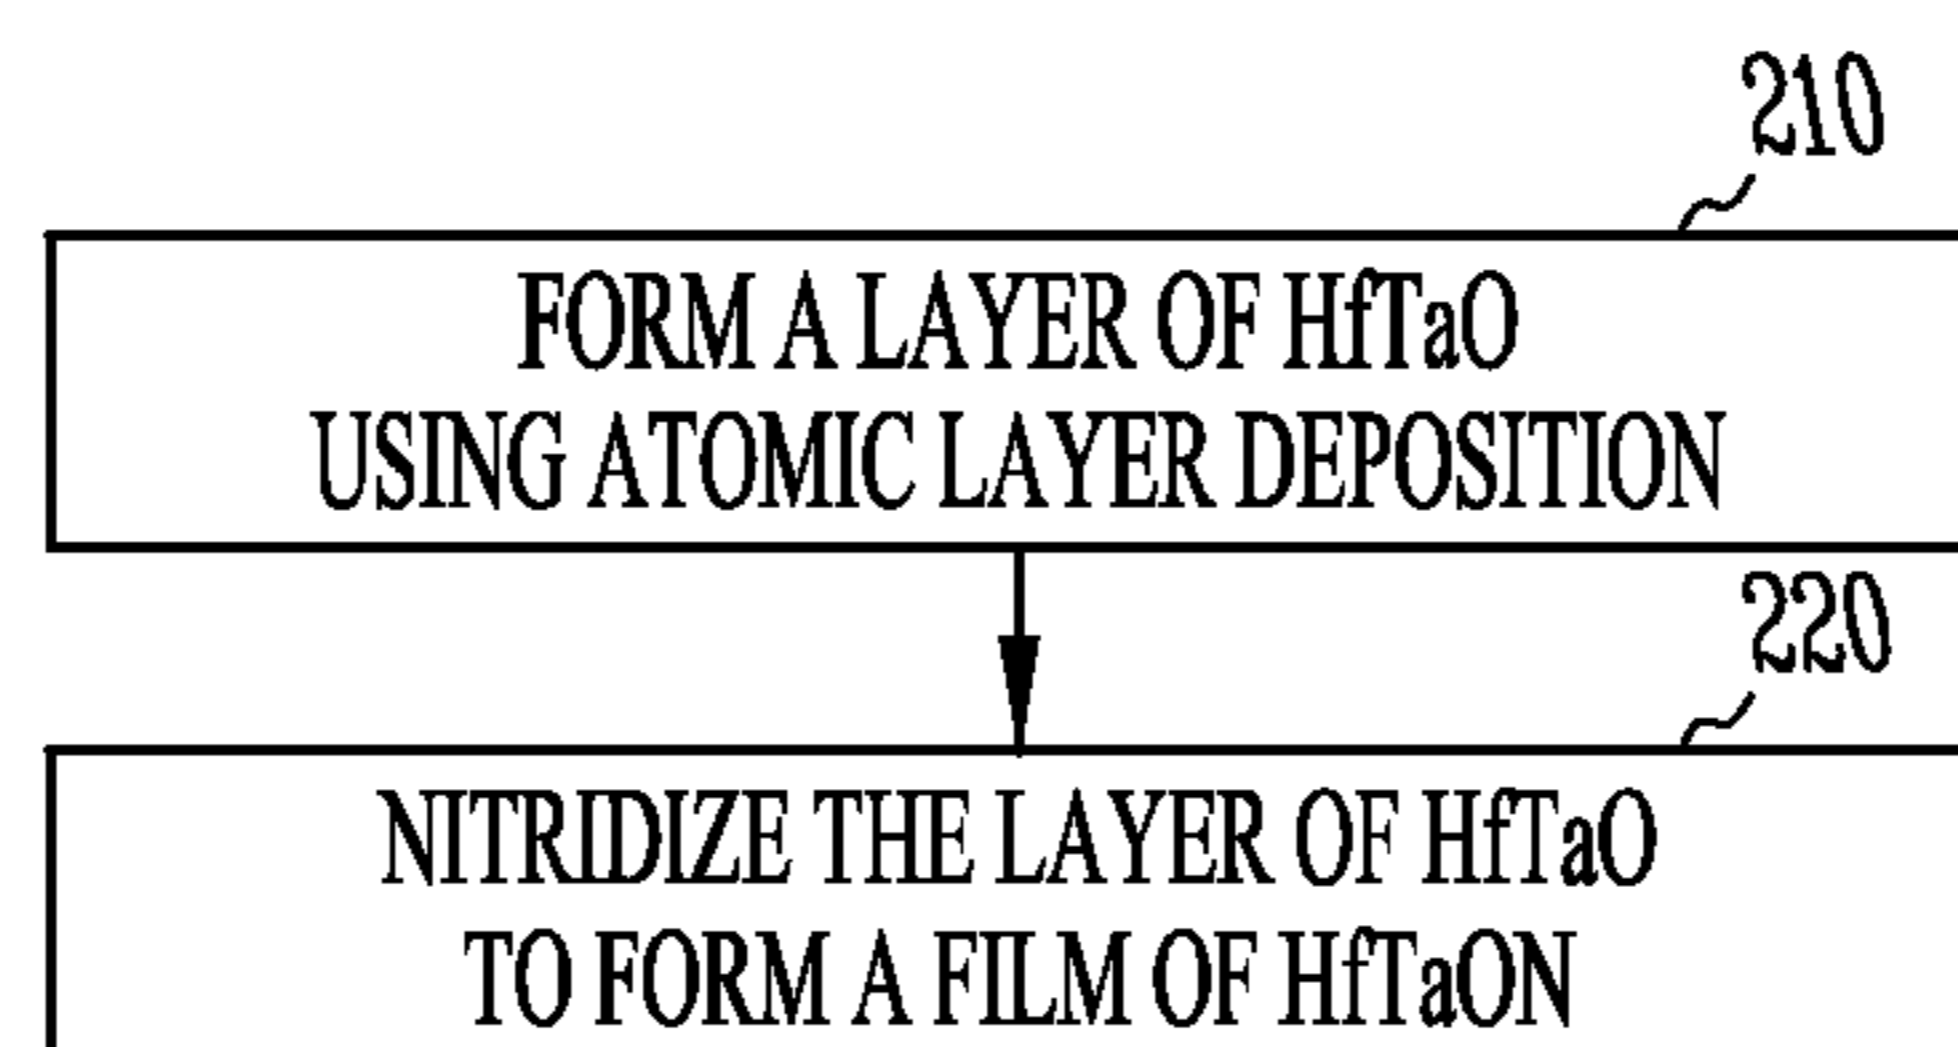 210
FORM A LAYER OF HfTaO
USING ATOMIC LAYER DEPOSITION
220
NITRIDIZE THE LAYER OF HfTaO
TO FORM A FILM OF HfTaON